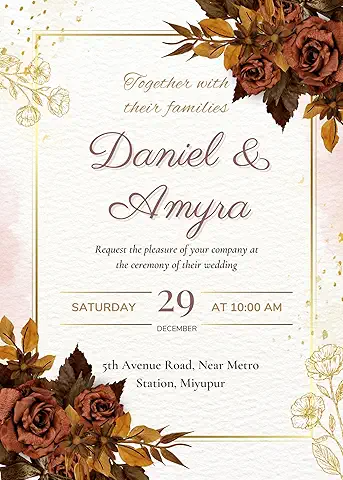 Together with
their families
Daniel &
Amyra
Request the pleasure of your company at
the ceremony of their wedding
SATURDAY 29 AT 10:00 AM
DECEMBER
5th Avenue Road, Near Metro
Station, Miyupur